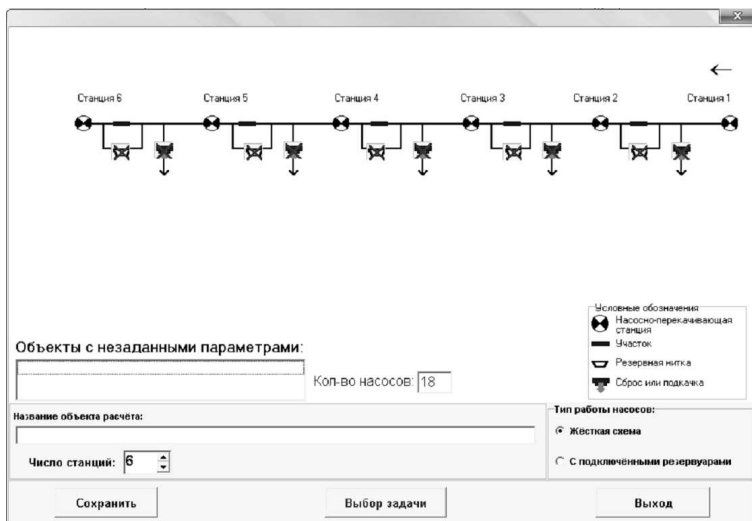 Станция 6 Станция 5 Станция 4 Станция 3 Станция 2 Станция 1
Условные обозначения
Насосно-перекачивающая
станция
Участок
Резервная нитка
Сброс или подкачка
Объекты с незаданными параметрами:
Кол-во насосов: 18
Название объекта расчёта:
Число станций: 6
Тип работы насосов:
Жёсткая схема
С подключёнными резервуарами
Сохранить Выбор задачи Выход